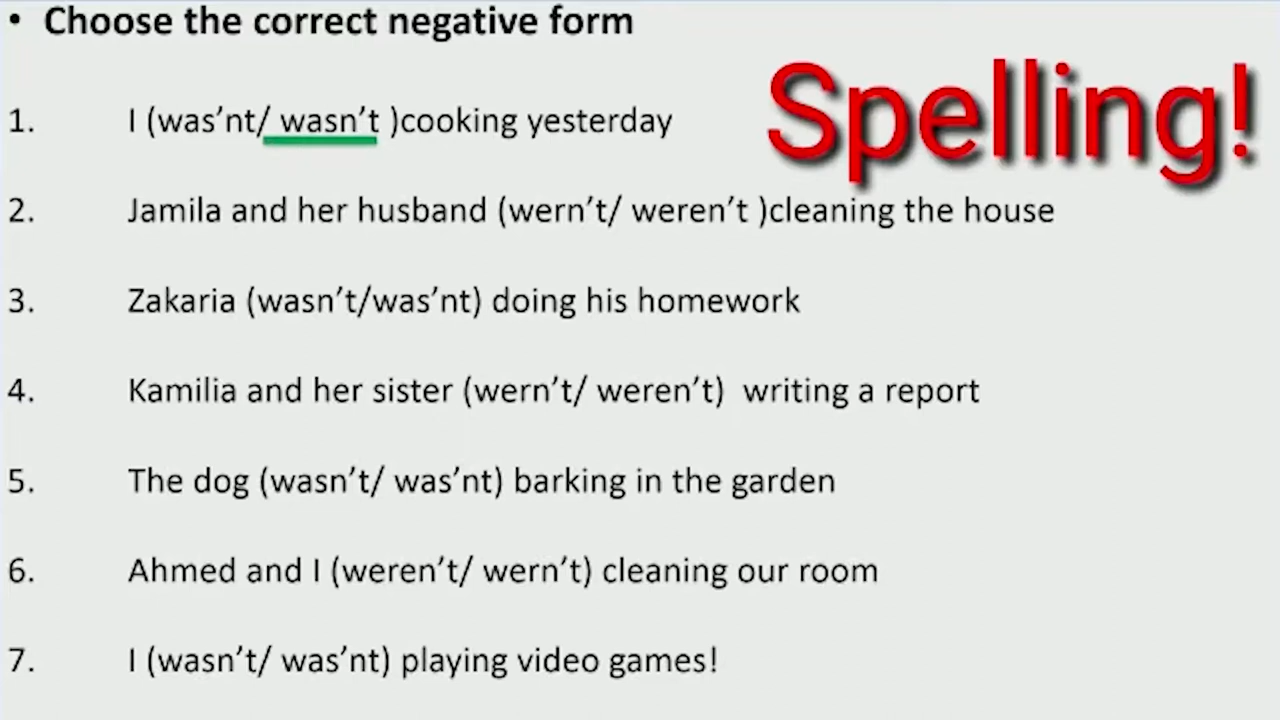 • Choose the correct negative form
Spelling!
1. I (was’nt/ wasn’t )cooking yesterday
2. Jamila and her husband (wern’t/ weren’t )cleaning the house
3. Zakaria (wasn’t/was’nt) doing his homework
4. Kamilia and her sister (wern’t/ weren’t)  writing a report
5. The dog (wasn’t/ was’nt) barking in the garden
6. Ahmed and I (weren’t/ wern’t) cleaning our room
7. I (wasn’t/ was’nt) playing video games!